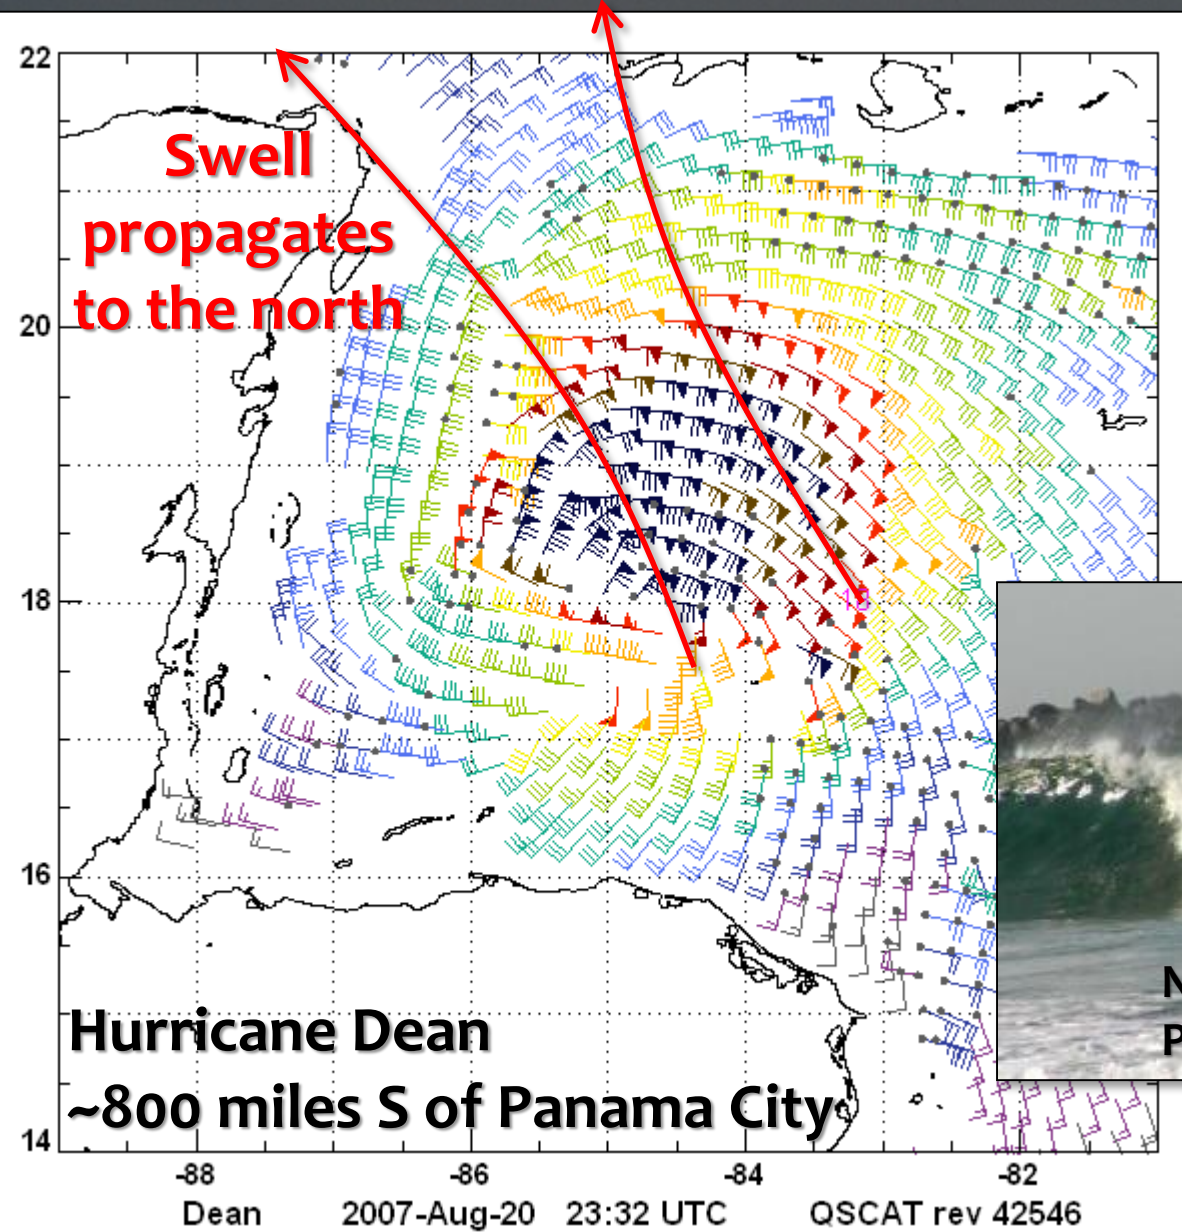 22
Swell
propagates
to the north
20
18
18
16
Hurricane Dean
~800 miles S of Panama City
14
-88 -86 -84 -82
Dean 2007-Aug-20 23:32 UTC QSCAT rev 42546
N
P